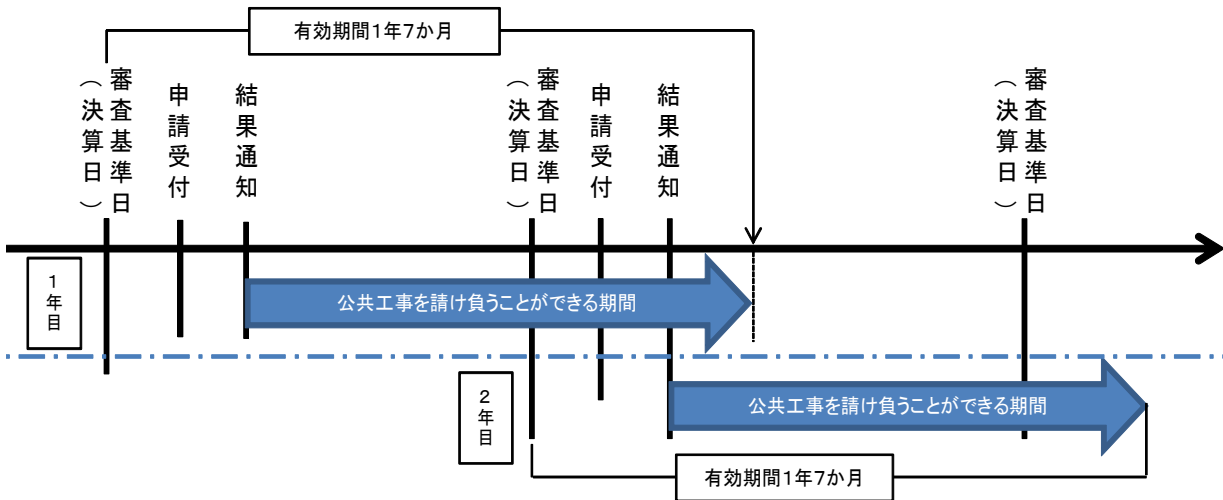 有効期間1年7か月
審査基準日
（決算日）
申請受付
結果通知
審査基準日
（決算日）
申請受付
結果通知
審査基準日
（決算日）
1年目
公共工事を請け負うことができる期間
2年目
公共工事を請け負うことができる期間
有効期間1年7か月